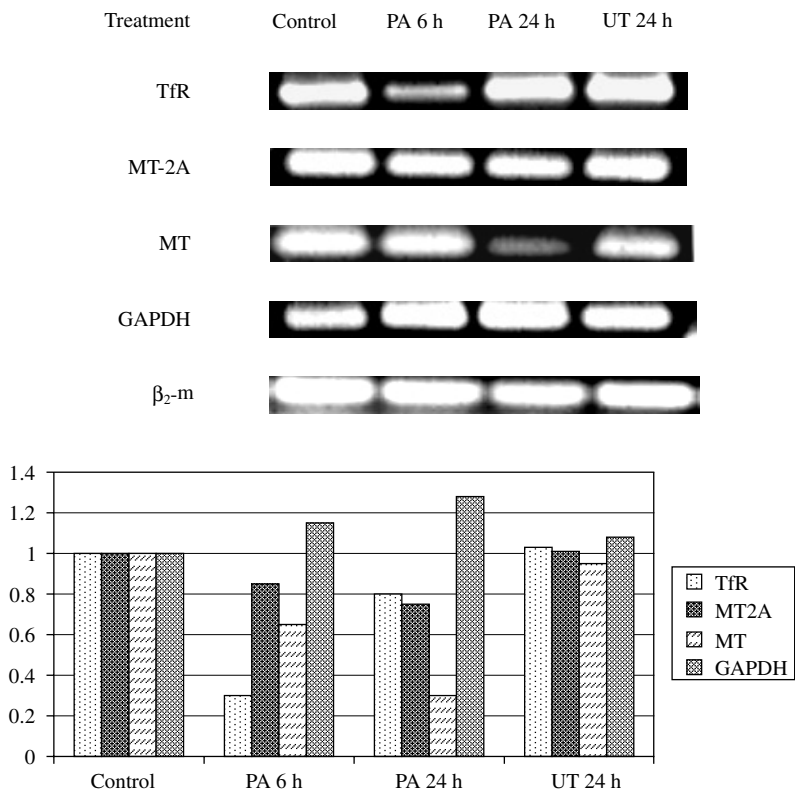 Treatment Control PA 6 h PA 24 h UT 24 h
TfR
MT-2A
MT
GAPDH
β₂-m
1.4
1.2
1
0.8
0.6
0.4
0.2
0
Control PA 6 h PA 24 h UT 24 h
TfR
MT2A
MT
GAPDH